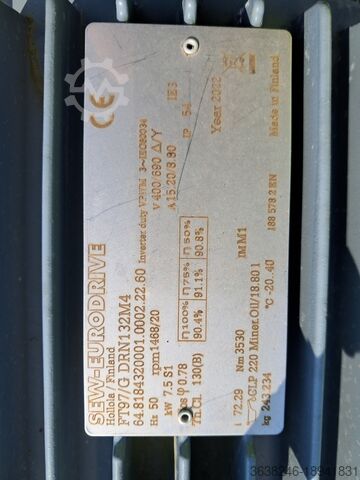 SEW-EURODRIVE
Hollola / Finland
FT97/G DRN132M4
64.8184320001.0002.22.60 Inverter duty VPWM 3~IEC60034
Hz 50 rpm 1468/20 V 400/690 Δ/Y
kW 7.5 S1 A 15.20/8.80 IE3
cos φ 0.78 IP 54
Th.Cl. 130(B) Year 2022
η100% η75% η50%
90.4% 91.1% 90.8%
i 72.29 Nm 3530 IM M1
CLP 220 Miner.Oil/18.80 l °C -20..40
kg 243.234 188 578 2 EN Made in Finland
CE
3638246-18941831